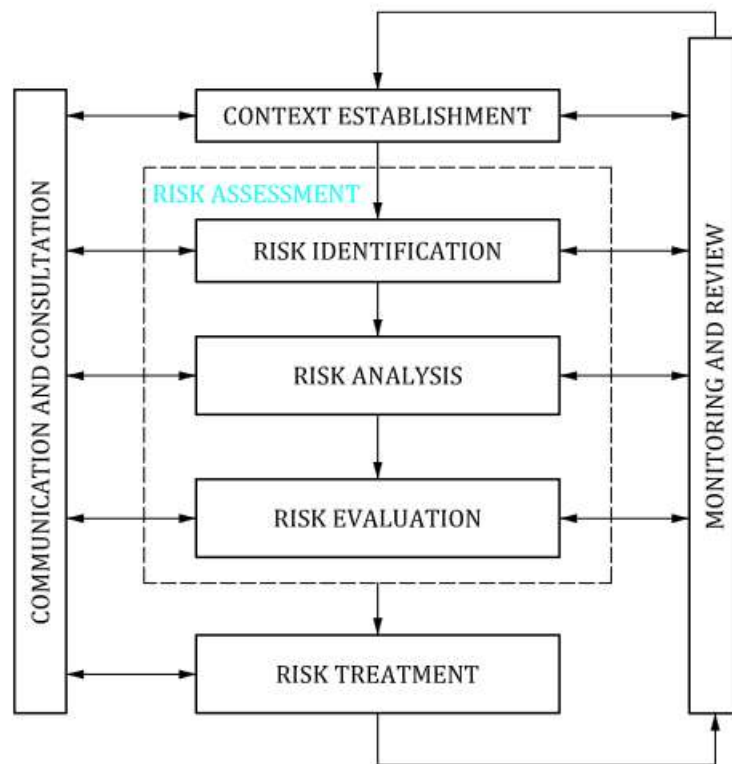 CONTEXT ESTABLISHMENT
RISK ASSESSMENT
RISK IDENTIFICATION
RISK ANALYSIS
RISK EVALUATION
RISK TREATMENT
COMMUNICATION AND CONSULTATION
MONITORING AND REVIEW